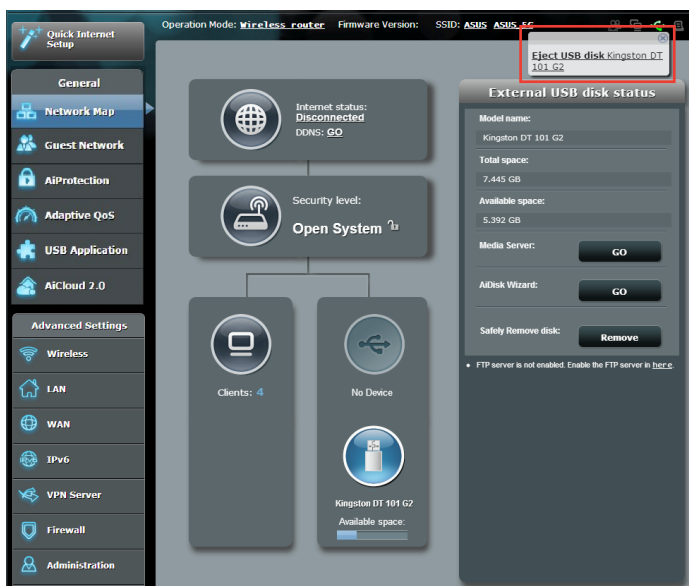 Quick Internet
Setup
Operation Mode: Wireless router Firmware Version: SSID: ASUS ASUS_5G
Eject USB disk Kingston DT
101 G2
General
Network Map
Guest Network
AiProtection
Adaptive QoS
USB Application
AiCloud 2.0
Advanced Settings
Wireless
LAN
WAN
IPv6
VPN Server
Firewall
Administration
Internet status:
Disconnected
DDNS: GO
Security level:
Open System
Clients: 4
No Device
Kingston DT 101 G2
Available space:
External USB disk status
Model name:
Kingston DT 101 G2
Total space:
7.445 GB
Available space:
5.392 GB
Media Server: GO
AiDisk Wizard: GO
Safely Remove disk: Remove
• FTP server is not enabled. Enable the FTP server in here.